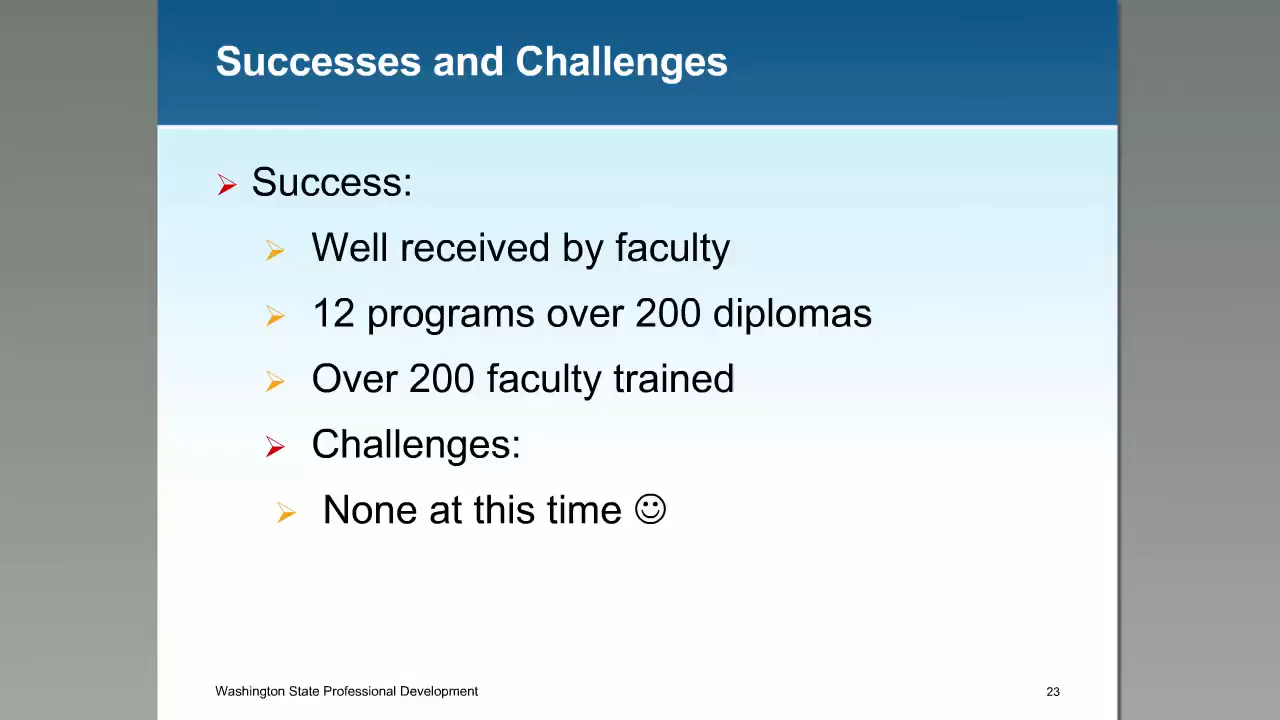 Successes and Challenges
Success:
Well received by faculty
12 programs over 200 diplomas
Over 200 faculty trained
Challenges:
None at this time ☺
Washington State Professional Development
23